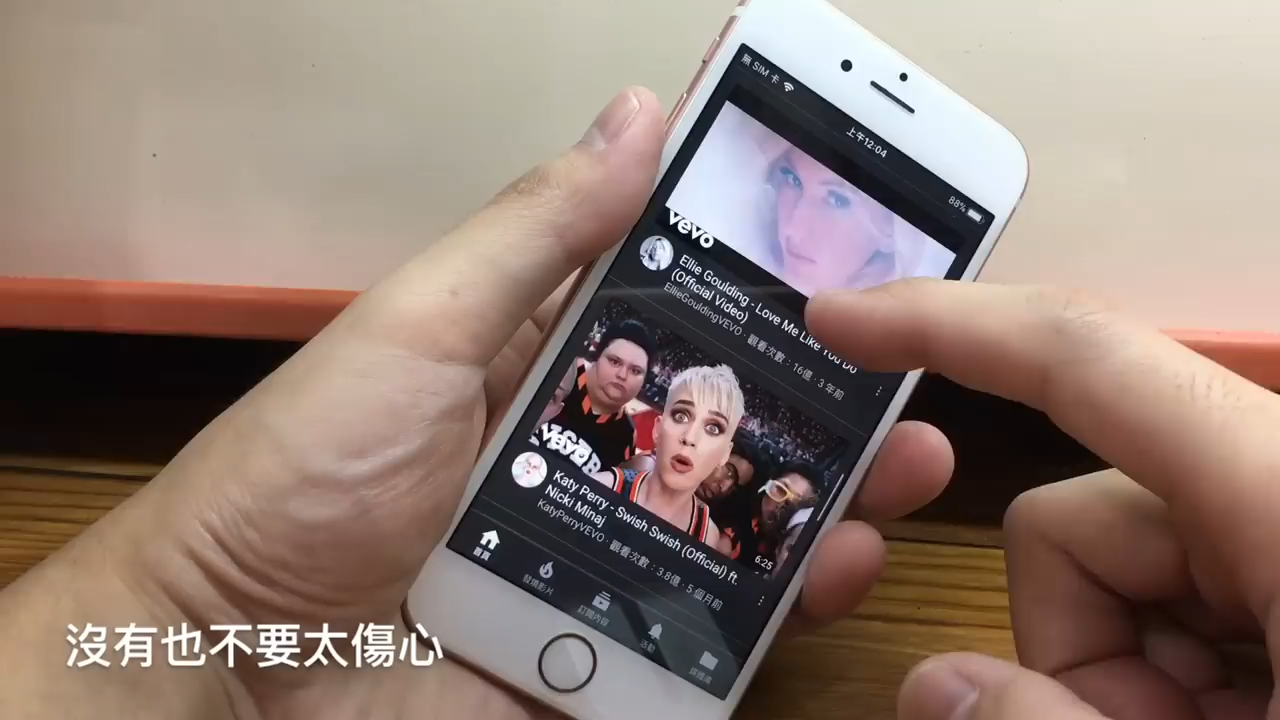 無 SIM 卡
上午12:04
88%
vevo
Ellie Goulding - Love Me Like You Do
(Official Video)
EllieGouldingVEVO · 觀看次數：16億 · 3 年前
vevo
6:25
Katy Perry - Swish Swish (Official) ft.
Nicki Minaj
KatyPerryVEVO · 觀看次數：3.8億 · 5 個月前
首頁
發燒影片
訂閱內容
活動
媒體庫
沒有也不要太傷心